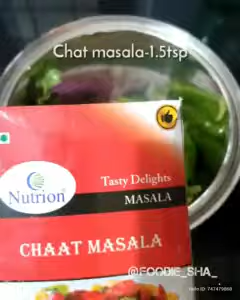 Chat masala-1.5tsp
Nutrion
Tasty Delights
MASALA
CHAAT MASALA
@FOODIE_SHA_